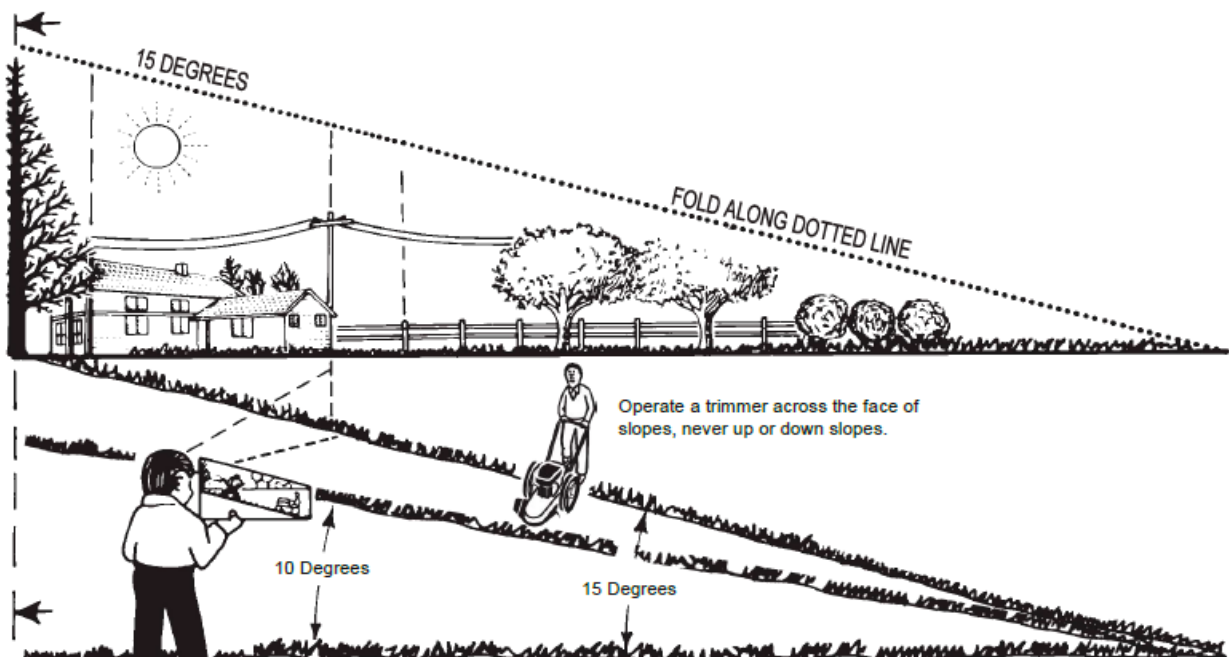 15 DEGREES
FOLD ALONG DOTTED LINE
Operate a trimmer across the face of
slopes, never up or down slopes.
10 Degrees
15 Degrees